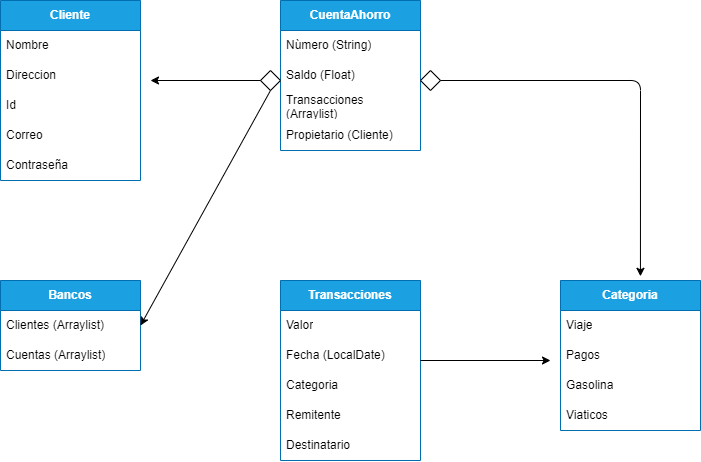 Cliente
Nombre
Direccion
Id
Correo
Contraseña
CuentaAhorro
Nùmero (String)
Saldo (Float)
Transacciones
(Arraylist)
Propietario (Cliente)
Bancos
Clientes (Arraylist)
Cuentas (Arraylist)
Transacciones
Valor
Fecha (LocalDate)
Categoria
Remitente
Destinatario
Categoria
Viaje
Pagos
Gasolina
Viaticos